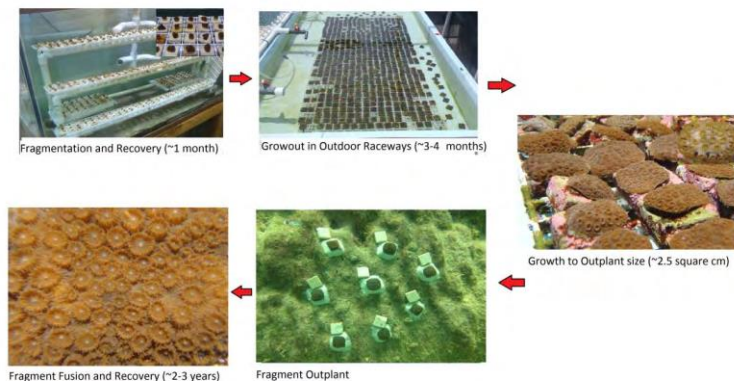 Fragmentation and Recovery (~1 month)
Growout in Outdoor Raceways (~3-4 months)
Growth to Outplant size (~2.5 square cm)
Fragment Outplant
Fragment Fusion and Recovery (~2-3 years)